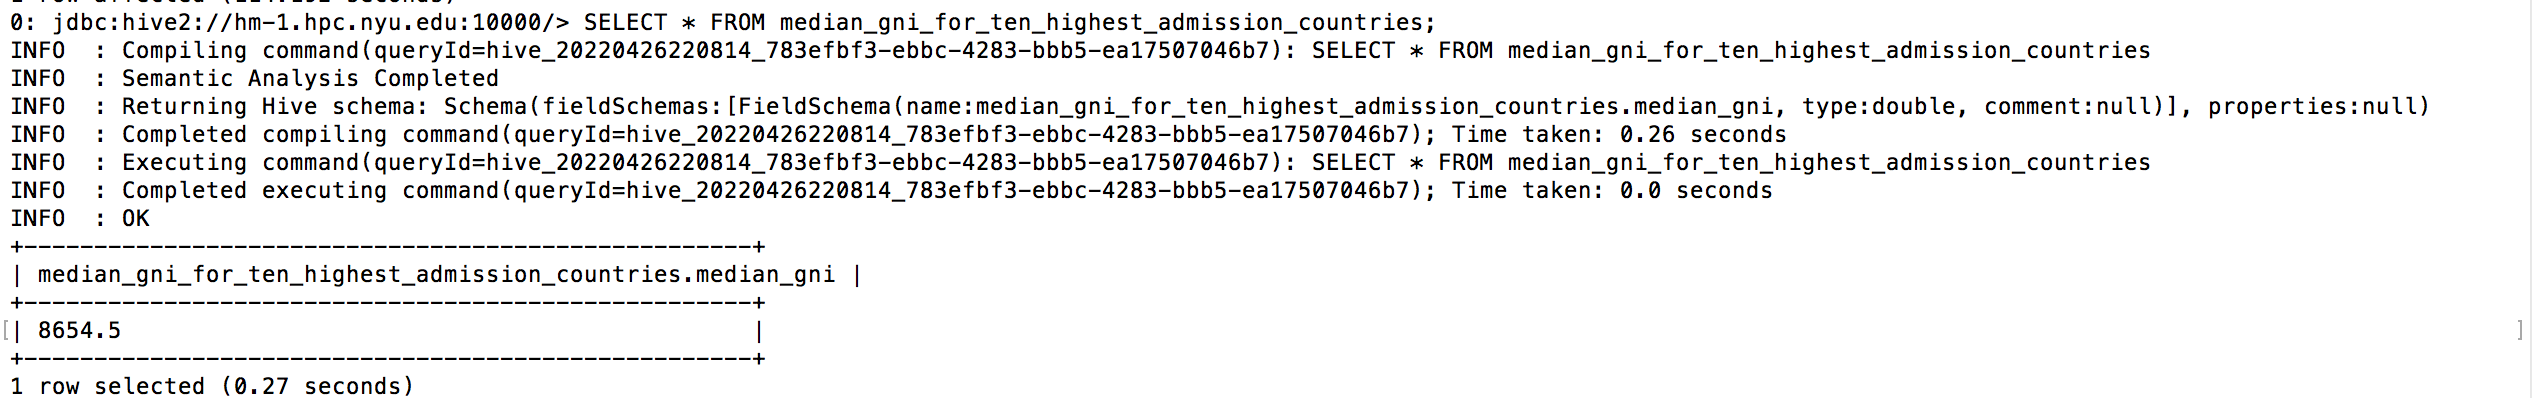 0: jdbc:hive2://hm-1.hpc.nyu.edu:10000/> SELECT * FROM median_gni_for_ten_highest_admission_countries;
INFO  : Compiling command(queryId=hive_20220426220814_783efbf3-ebbc-4283-bbb5-ea17507046b7): SELECT * FROM median_gni_for_ten_highest_admission_countries
INFO  : Semantic Analysis Completed
INFO  : Returning Hive schema: Schema(fieldSchemas:[FieldSchema(name:median_gni_for_ten_highest_admission_countries.median_gni, type:double, comment:null)], properties:null)
INFO  : Completed compiling command(queryId=hive_20220426220814_783efbf3-ebbc-4283-bbb5-ea17507046b7); Time taken: 0.26 seconds
INFO  : Executing command(queryId=hive_20220426220814_783efbf3-ebbc-4283-bbb5-ea17507046b7): SELECT * FROM median_gni_for_ten_highest_admission_countries
INFO  : Completed executing command(queryId=hive_20220426220814_783efbf3-ebbc-4283-bbb5-ea17507046b7); Time taken: 0.0 seconds
INFO  : OK
+----------------------------------------------------+
| median_gni_for_ten_highest_admission_countries.median_gni |
+----------------------------------------------------+
[| 8654.5                                             | ]
+----------------------------------------------------+
1 row selected (0.27 seconds)